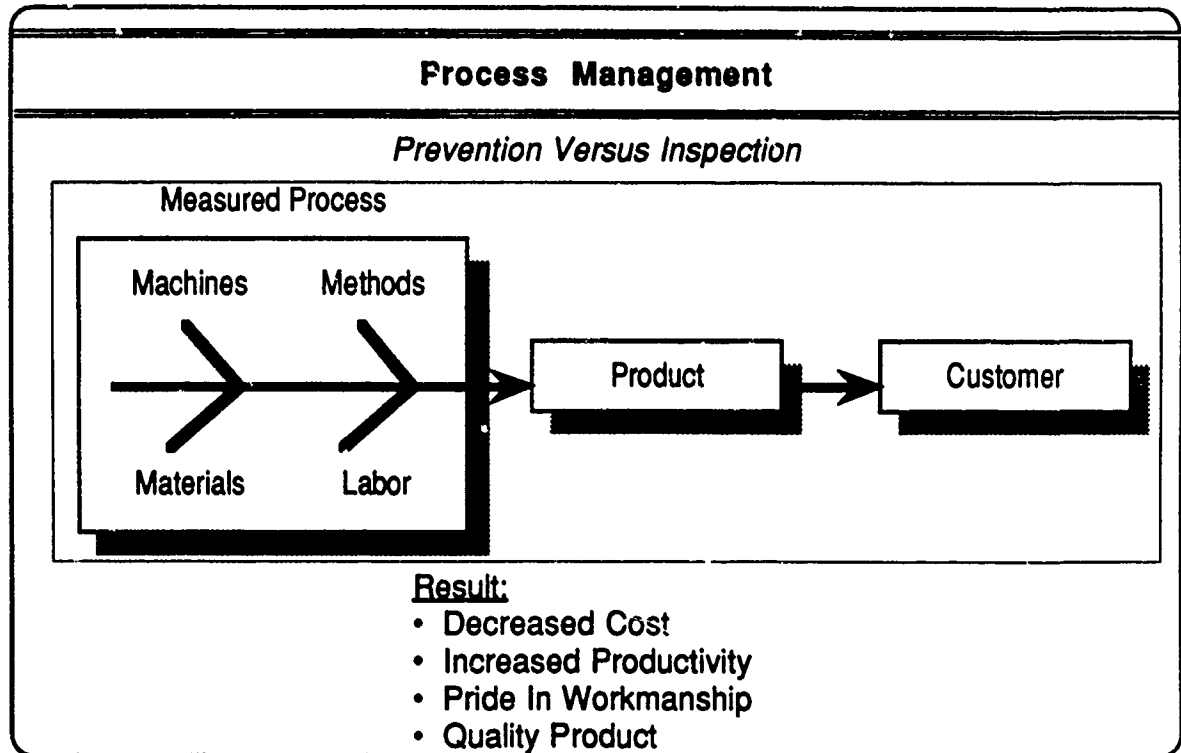 Process Management
Prevention Versus Inspection
Measured Process
Machines Methods
Product
Customer
Materials Labor
Result:
• Decreased Cost
• Increased Productivity
• Pride In Workmanship
• Quality Product